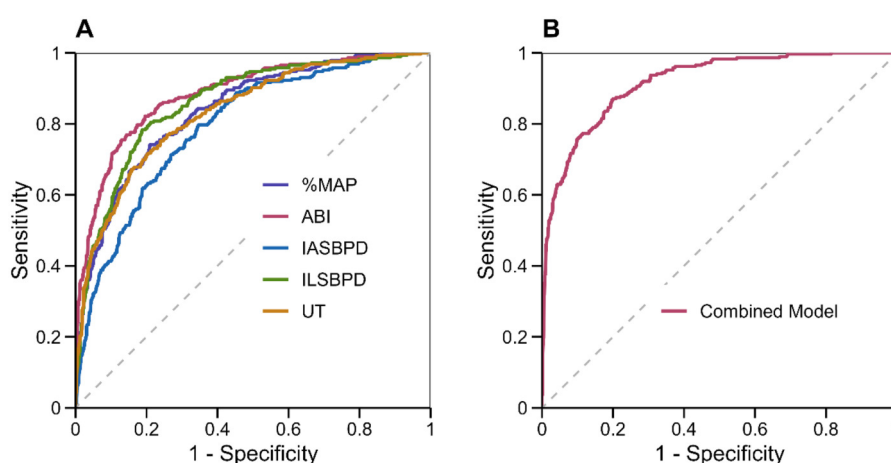 A
1
0.8
0.6
0.4
0.2
0
Sensitivity
%MAP
ABI
IASBPD
ILSBPD
UT
0 0.2 0.4 0.6 0.8 1
1 - Specificity
B
1
0.8
0.6
0.4
0.2
0
Sensitivity
Combined Model
0 0.2 0.4 0.6 0.8
1 - Specificity